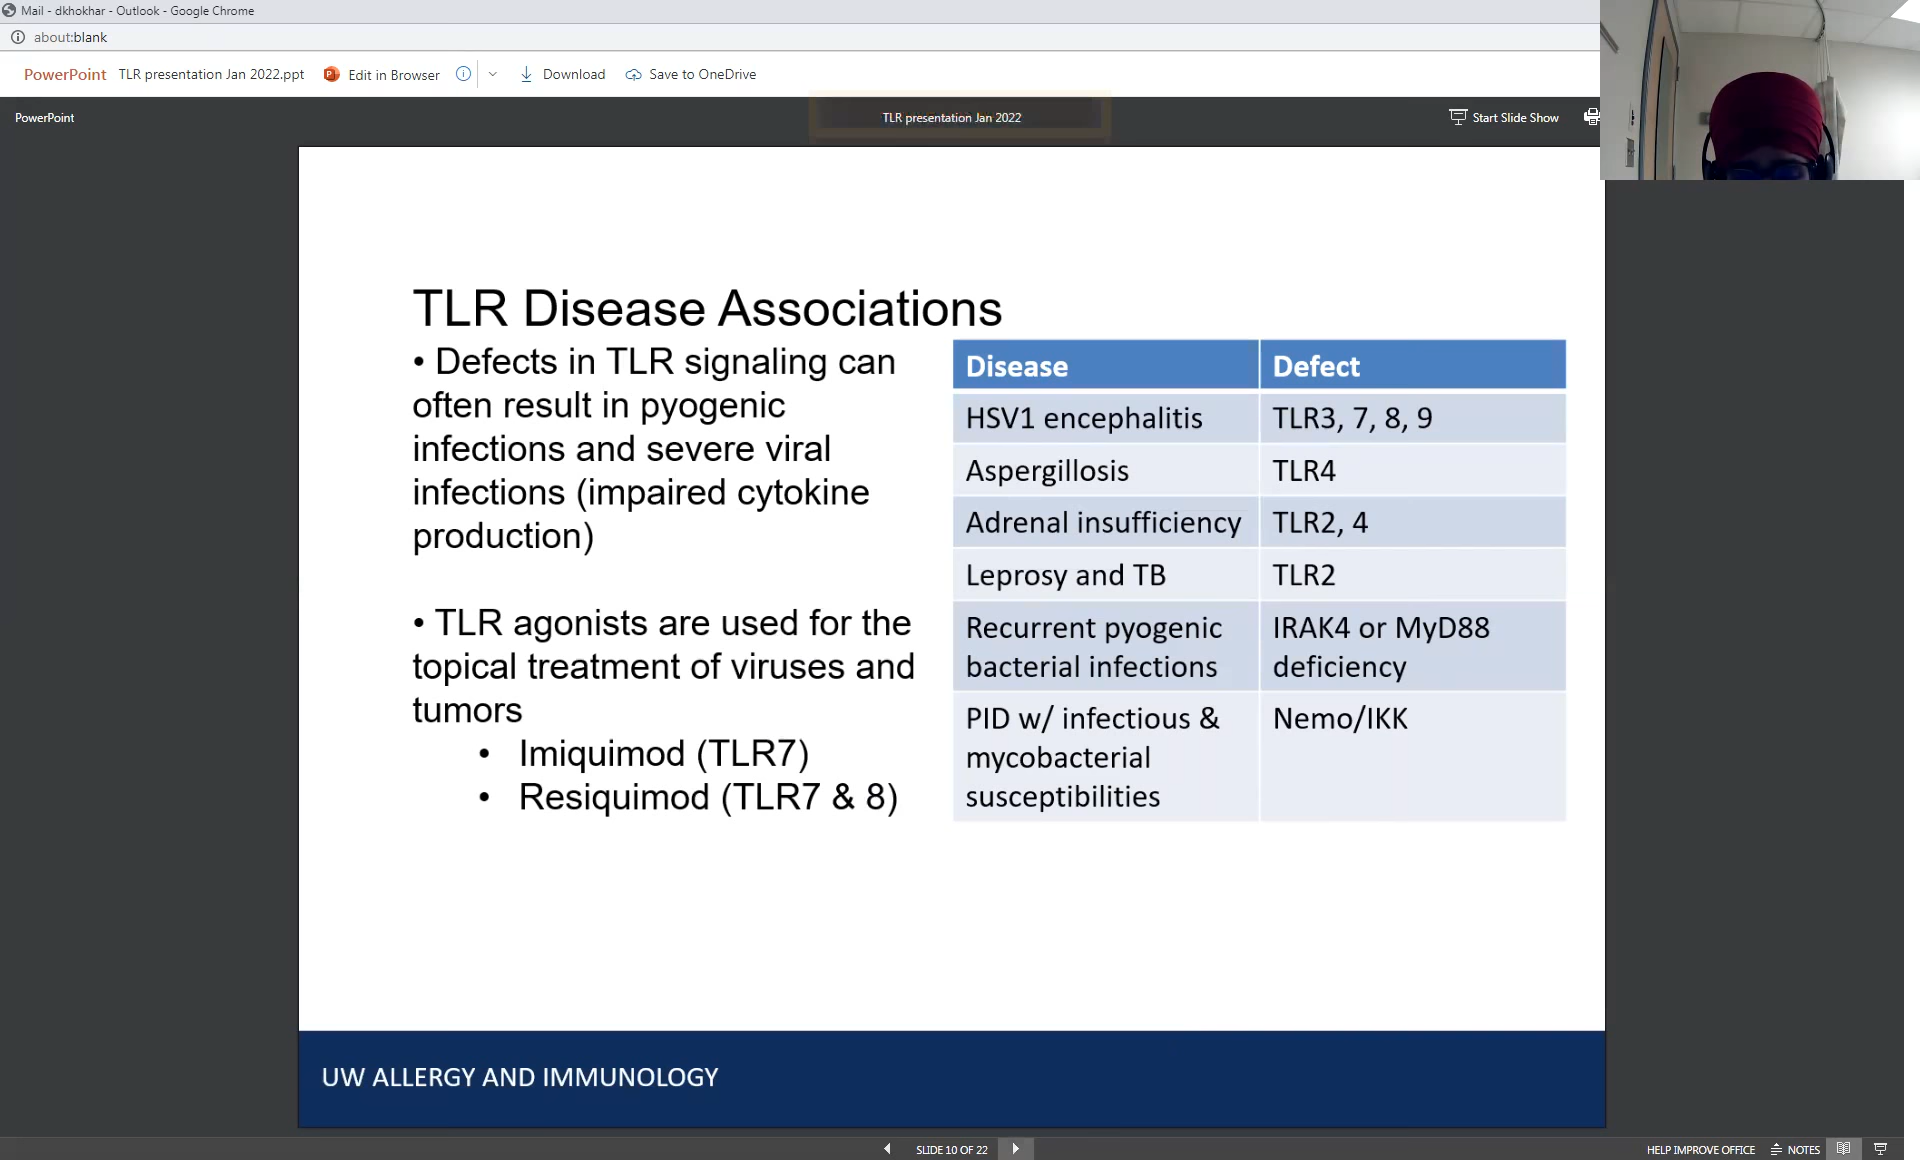 Mail - dkhokhar - Outlook - Google Chrome
about:blank
PowerPoint TLR presentation Jan 2022.ppt Edit in Browser Download Save to OneDrive
PowerPoint TLR presentation Jan 2022 Start Slide Show
TLR Disease Associations
• Defects in TLR signaling can
often result in pyogenic
infections and severe viral
infections (impaired cytokine
production)
• TLR agonists are used for the
topical treatment of viruses and
tumors
• Imiquimod (TLR7)
• Resiquimod (TLR7 & 8)
Disease Defect
HSV1 encephalitis TLR3, 7, 8, 9
Aspergillosis TLR4
Adrenal insufficiency TLR2, 4
Leprosy and TB TLR2
Recurrent pyogenic IRAK4 or MyD88
bacterial infections deficiency
PID w/ infectious & Nemo/IKK
mycobacterial
susceptibilities
UW ALLERGY AND IMMUNOLOGY
SLIDE 10 OF 22 HELP IMPROVE OFFICE NOTES